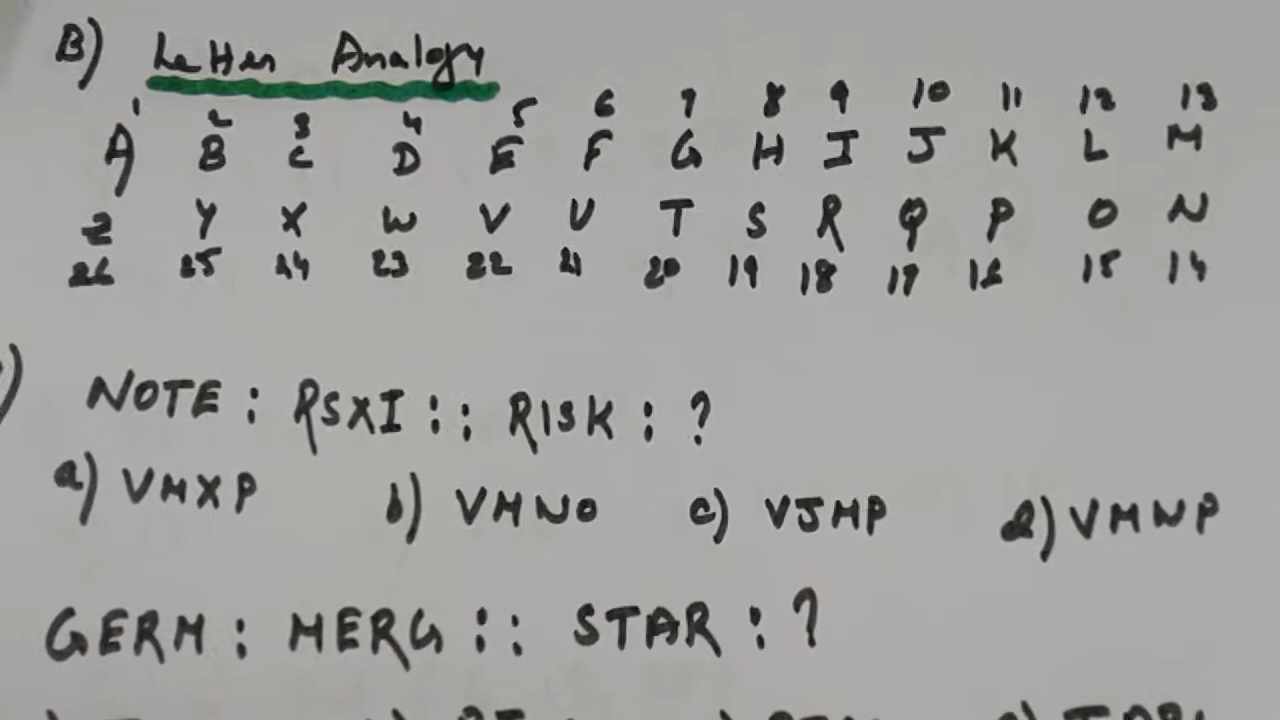 B) Letter Analogy
1 2 3 4 5 6 7 8 9 10 11 12 13
A B C D E F G H I J K L M
Z Y X W V U T S R Q P O N
26 25 24 23 22 21 20 19 18 17 16 15 14
NOTE : RSXI :: RISK : ?
a) VMXP b) VMNO c) VJMP d) VMWP
GERM : MERG :: STAR : ?